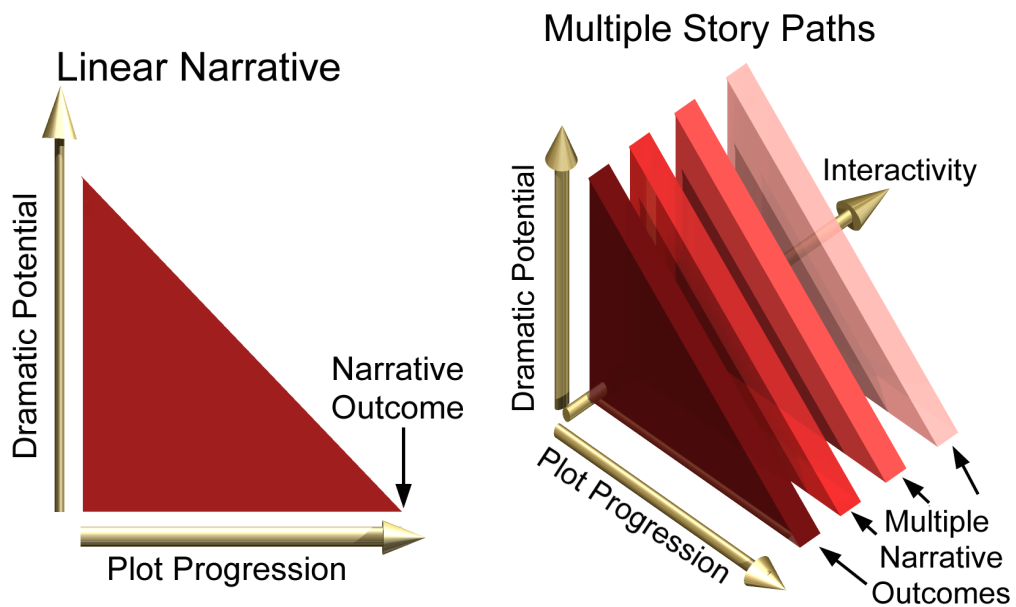 Linear Narrative
Dramatic Potential
Narrative
Outcome
Plot Progression
Multiple Story Paths
Interactivity
Dramatic Potential
Plot Progression
Multiple
Narrative
Outcomes